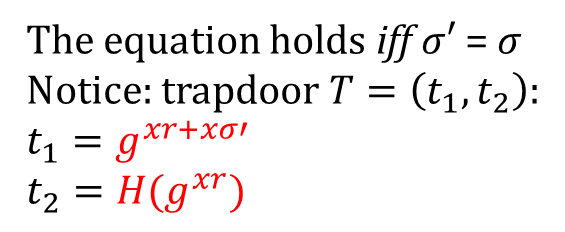 The equation holds iff σ′ = σ
Notice: trapdoor T = (t₁, t₂):
t₁ = g^{xr+xσ′}
t₂ = H(g^{xr})